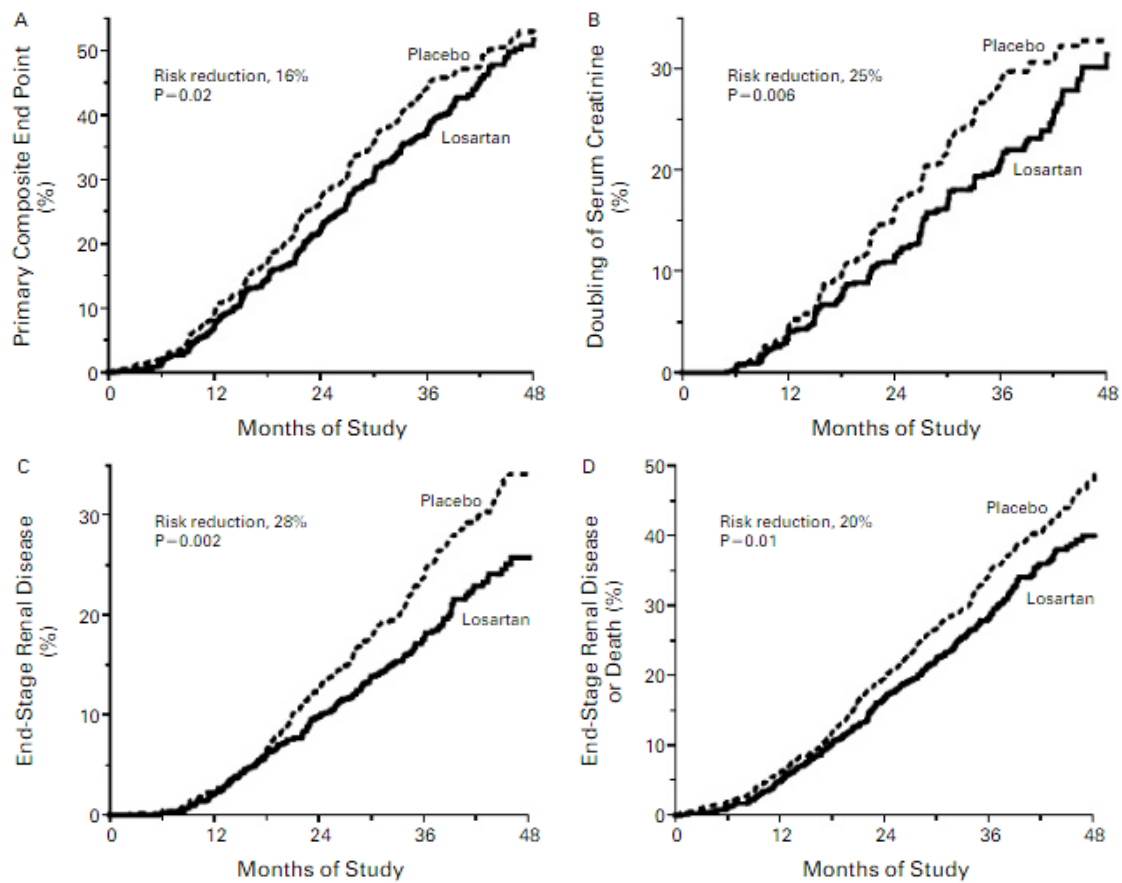 A
Primary Composite End Point
(%)
50
40
30
20
10
0
Placebo
Risk reduction, 16%
P=0.02
Losartan
0 12 24 36 48
Months of Study
B
Doubling of Serum Creatinine
(%)
30
20
10
0
Placebo
Risk reduction, 25%
P=0.006
Losartan
0 12 24 36 48
Months of Study
C
End-Stage Renal Disease
(%)
30
20
10
0
Placebo
Risk reduction, 28%
P=0.002
Losartan
0 12 24 36 48
Months of Study
D
End-Stage Renal Disease
or Death (%)
50
40
30
20
10
0
Placebo
Risk reduction, 20%
P=0.01
Losartan
0 12 24 36 48
Months of Study